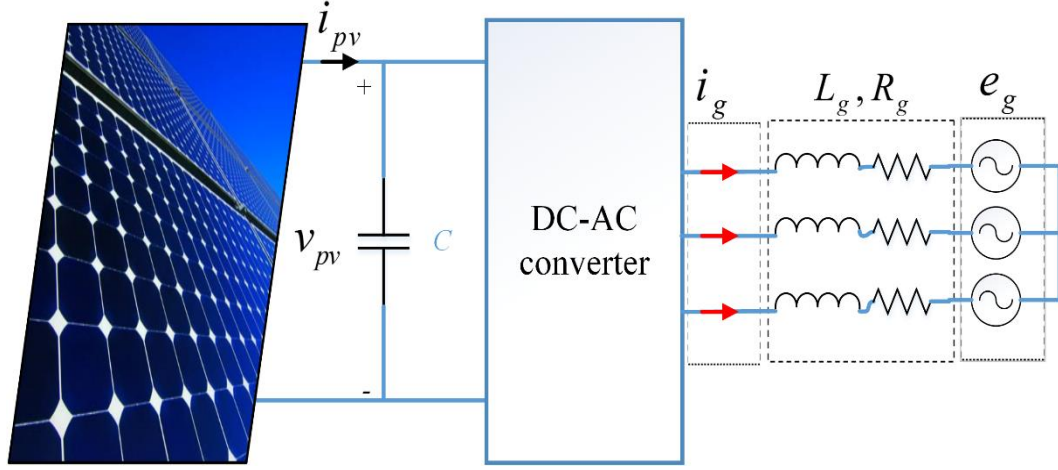 i_pv
+
v_pv
C
-
DC-AC
converter
i_g
L_g, R_g
e_g